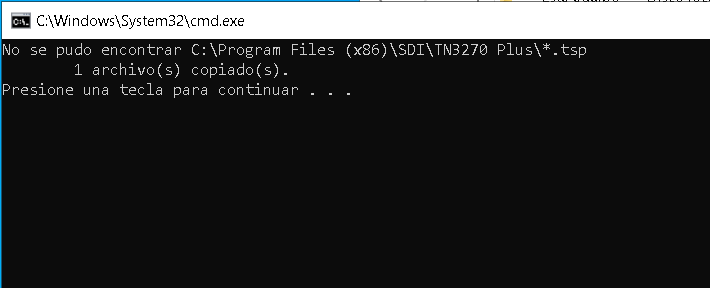 C:\Windows\System32\cmd.exe
No se pudo encontrar C:\Program Files (x86)\SDI\TN3270 Plus\*.tsp
1 archivo(s) copiado(s).
Presione una tecla para continuar . . .